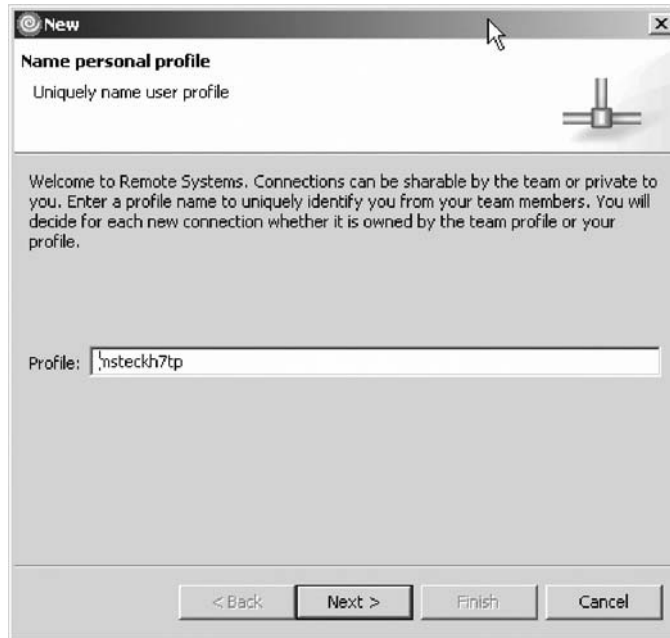 New
Name personal profile
Uniquely name user profile
Welcome to Remote Systems. Connections can be sharable by the team or private to
you. Enter a profile name to uniquely identify you from your team members. You will
decide for each new connection whether it is owned by the team profile or your
profile.
Profile: nsteckh7tp
< Back Next > Finish Cancel